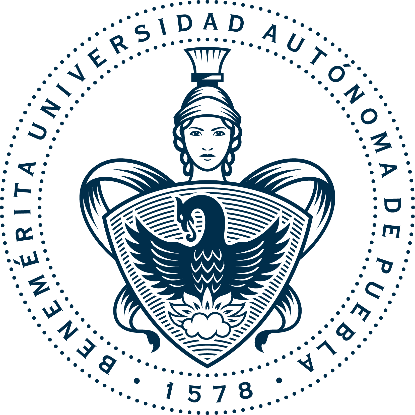 BENEMÉRITA UNIVERSIDAD AUTÓNOMA DE PUEBLA
· 1578 ·